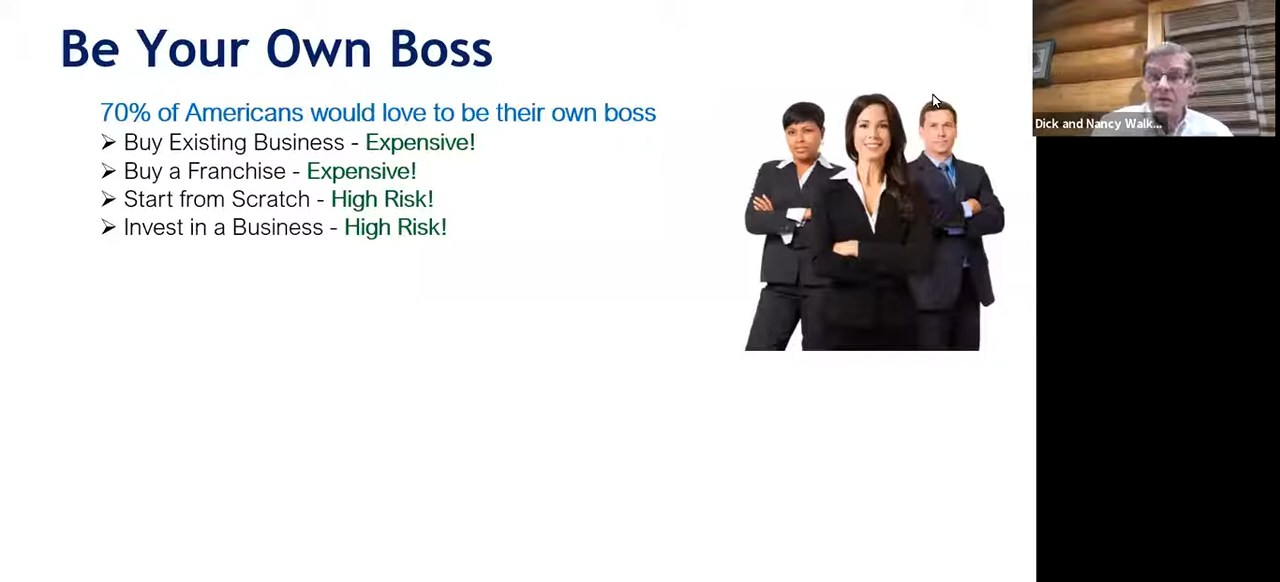 Be Your Own Boss
70% of Americans would love to be their own boss
➢ Buy Existing Business - Expensive!
➢ Buy a Franchise - Expensive!
➢ Start from Scratch - High Risk!
➢ Invest in a Business - High Risk!
Dick and Nancy Walk...